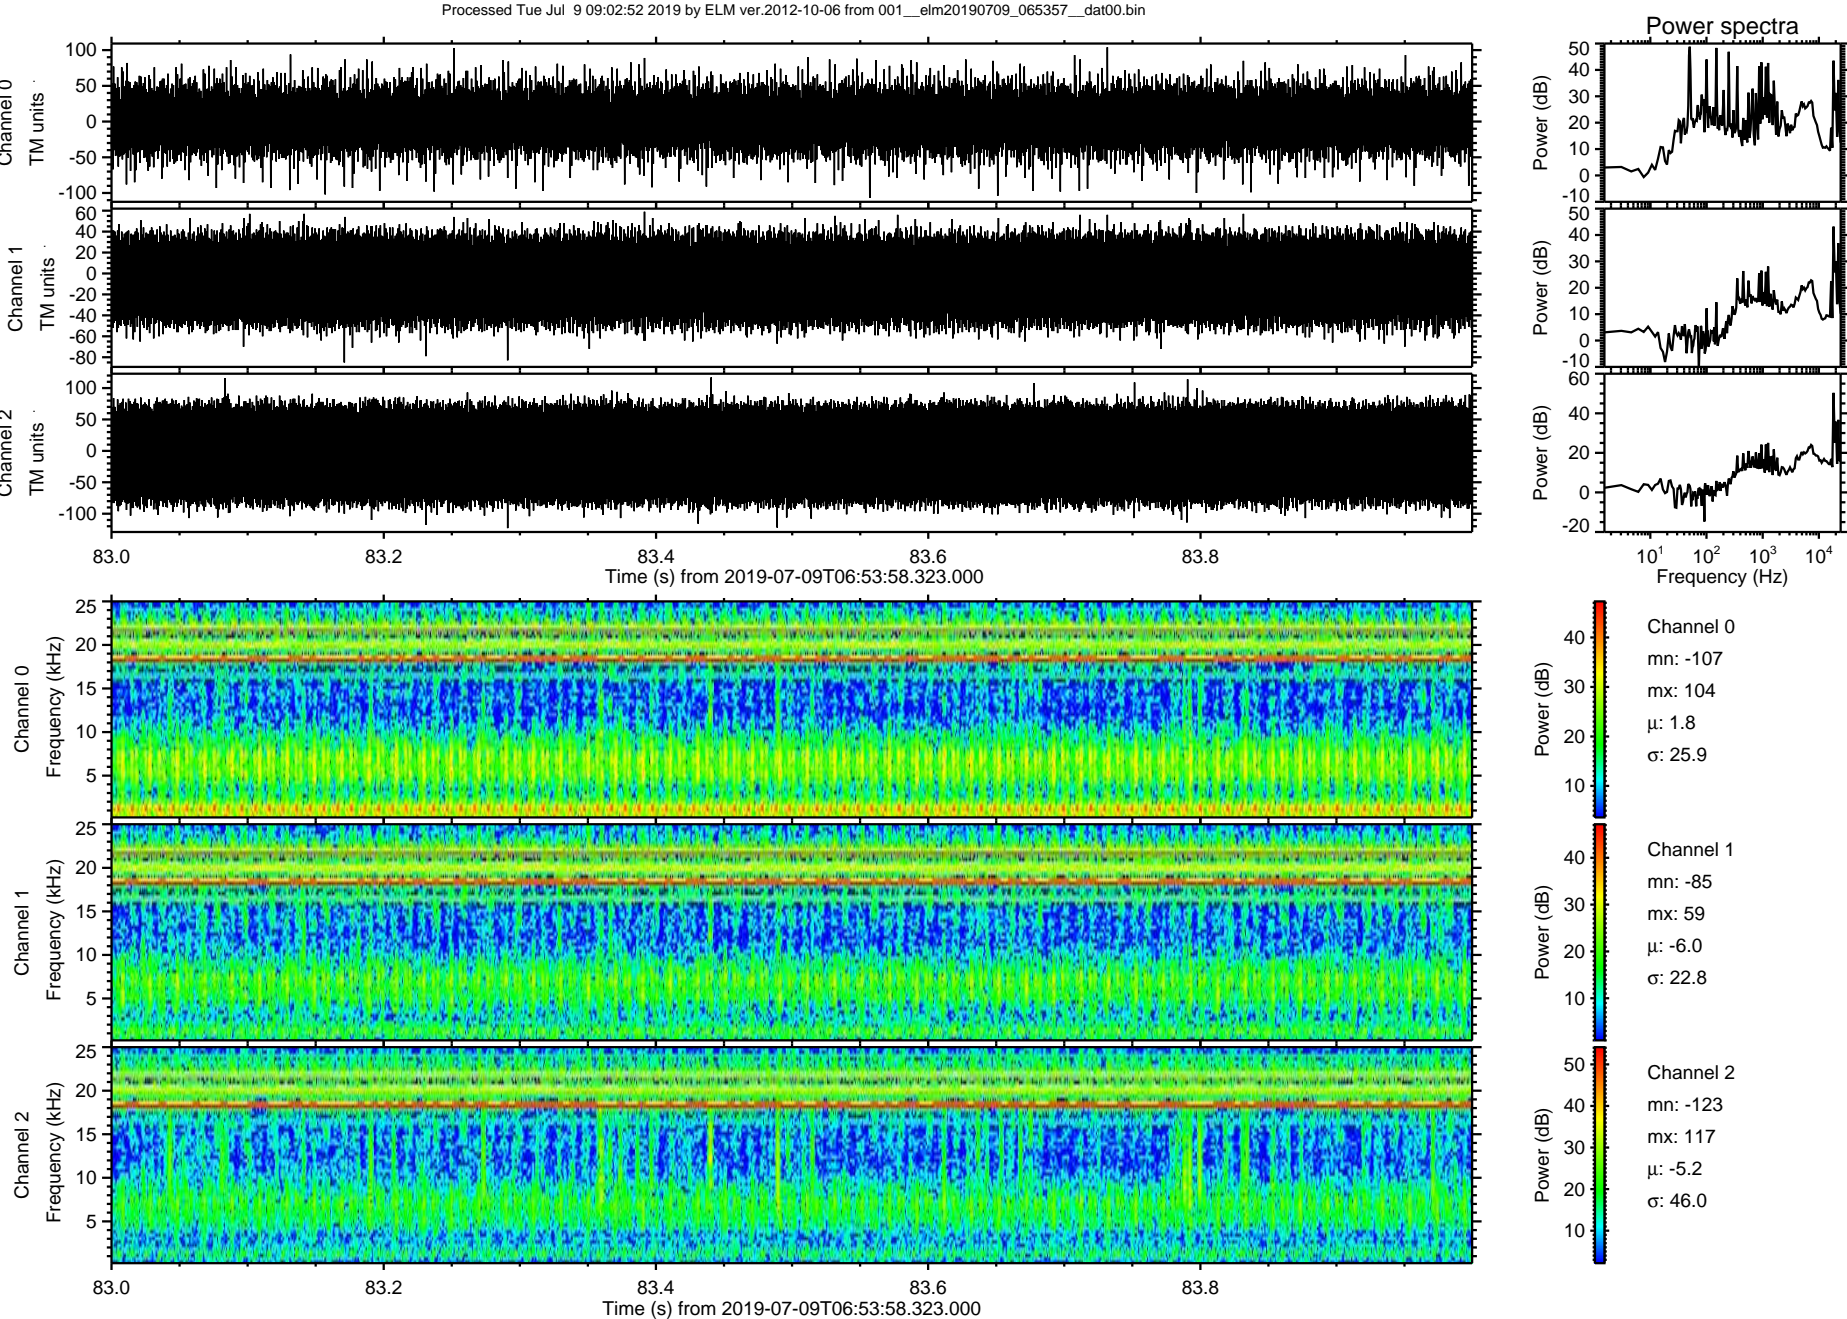 Processed Tue Jul  9 09:02:52 2019 by ELM ver.2012-10-06 from 001__elm20190709_065357__dat00.bin
Power spectra
Channel 0
TM units
100
50
0
-50
-100
Power (dB)
50
40
30
20
10
0
-10
Channel 1
TM units
60
40
20
0
-20
-40
-60
-80
Power (dB)
50
40
30
20
10
0
-10
Channel 2
TM units
100
50
0
-50
-100
Power (dB)
60
40
20
0
-20
83.0 83.2 83.4 83.6 83.8
Time (s) from 2019-07-09T06:53:58.323.000
10^1 10^2 10^3 10^4
Frequency (Hz)
Channel 0
Frequency (kHz)
25
20
15
10
5
Power (dB)
40
30
20
10
Channel 0
mn: -107
mx: 104
µ: 1.8
σ: 25.9
Channel 1
Frequency (kHz)
25
20
15
10
5
Power (dB)
40
30
20
10
Channel 1
mn: -85
mx: 59
µ: -6.0
σ: 22.8
Channel 2
Frequency (kHz)
25
20
15
10
5
Power (dB)
50
40
30
20
10
Channel 2
mn: -123
mx: 117
µ: -5.2
σ: 46.0
83.0 83.2 83.4 83.6 83.8
Time (s) from 2019-07-09T06:53:58.323.000